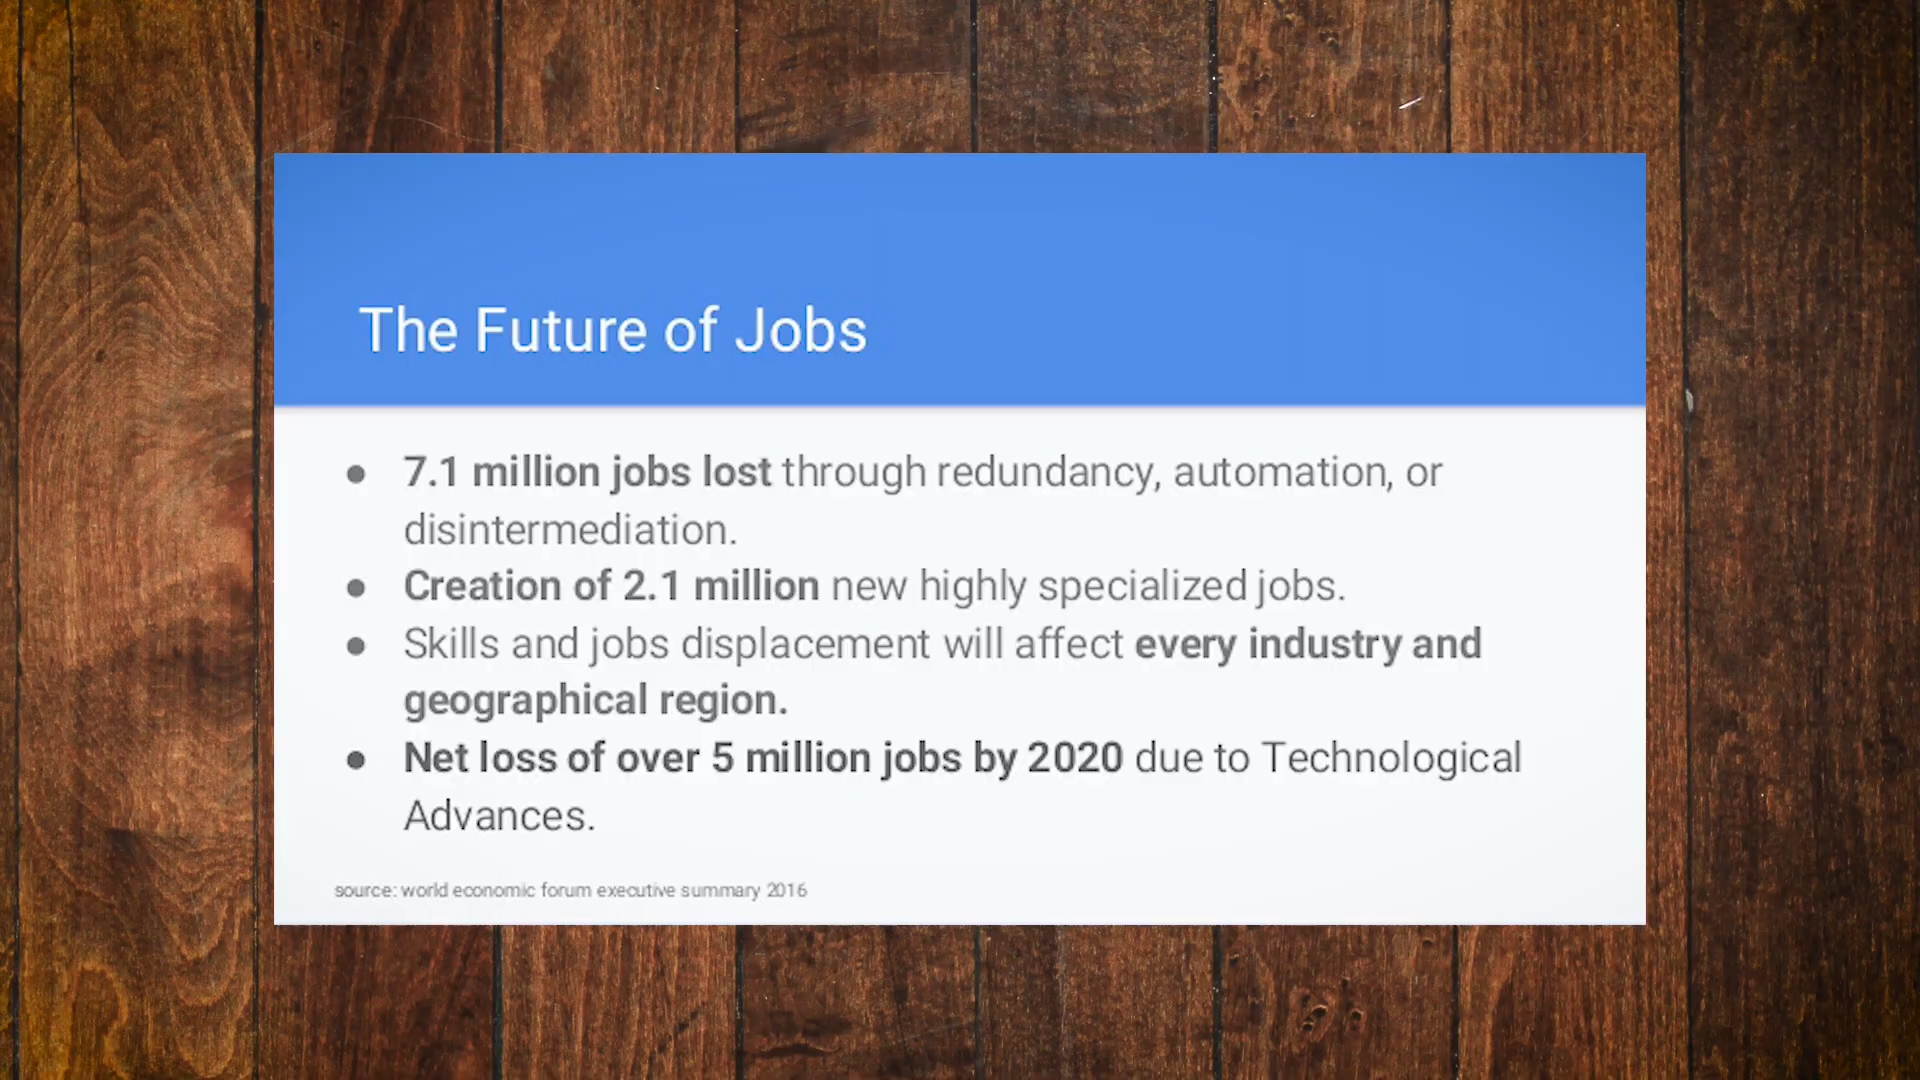 The Future of Jobs
● 7.1 million jobs lost through redundancy, automation, or
disintermediation.
● Creation of 2.1 million new highly specialized jobs.
● Skills and jobs displacement will affect every industry and
geographical region.
● Net loss of over 5 million jobs by 2020 due to Technological
Advances.
source: world economic forum executive summary 2016